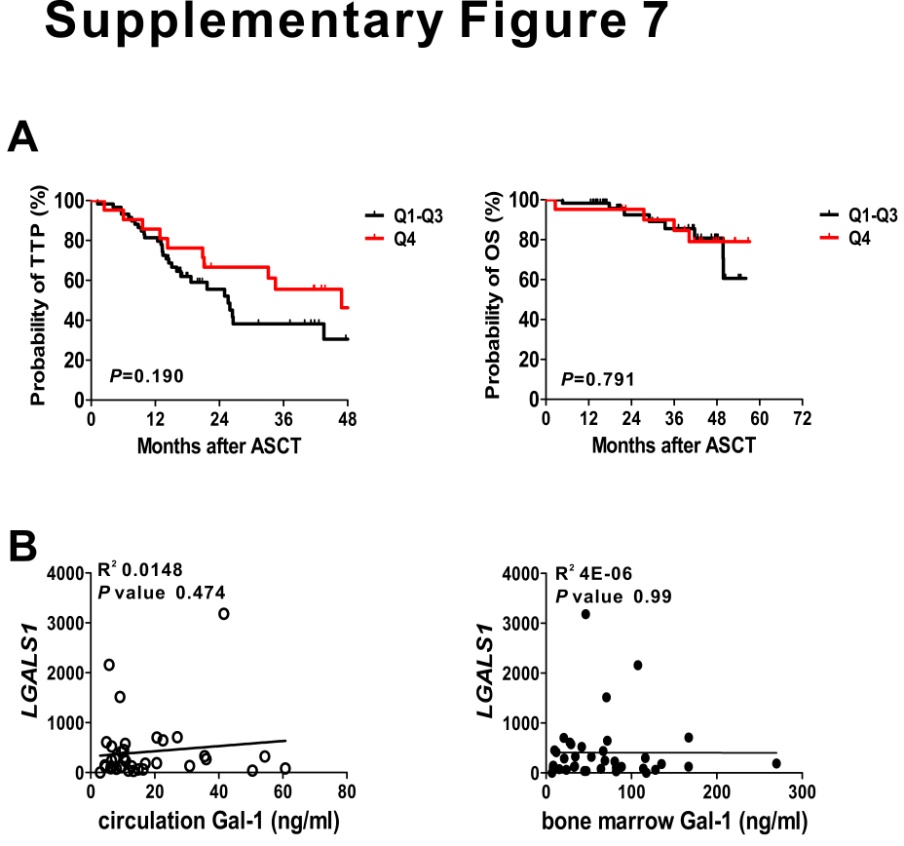 Supplementary Figure 7
A
Probability of TTP (%)
100
80
60
40
20
0
P=0.190
0 12 24 36 48
Months after ASCT
Q1-Q3
Q4
Probability of OS (%)
100
80
60
40
20
0
P=0.791
0 12 24 36 48 60 72
Months after ASCT
Q1-Q3
Q4
B
LGALS1
4000
3000
2000
1000
0
R² 0.0148
P value 0.474
0 20 40 60 80
circulation Gal-1 (ng/ml)
LGALS1
4000
3000
2000
1000
0
R² 4E-06
P value 0.99
0 100 200 300
bone marrow Gal-1 (ng/ml)